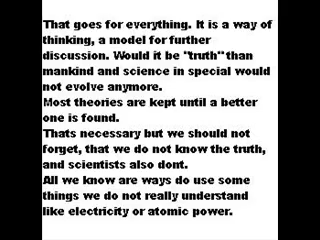 That goes for everything. It is a way of
thinking, a model for further
discussion. Would it be "truth" than
mankind and science in special would
not evolve anymore.
Most theories are kept until a better
one is found.
Thats necessary but we should not
forget, that we do not know the truth,
and scientists also dont.
All we know are ways do use some
things we do not really understand
like electricity or atomic power.